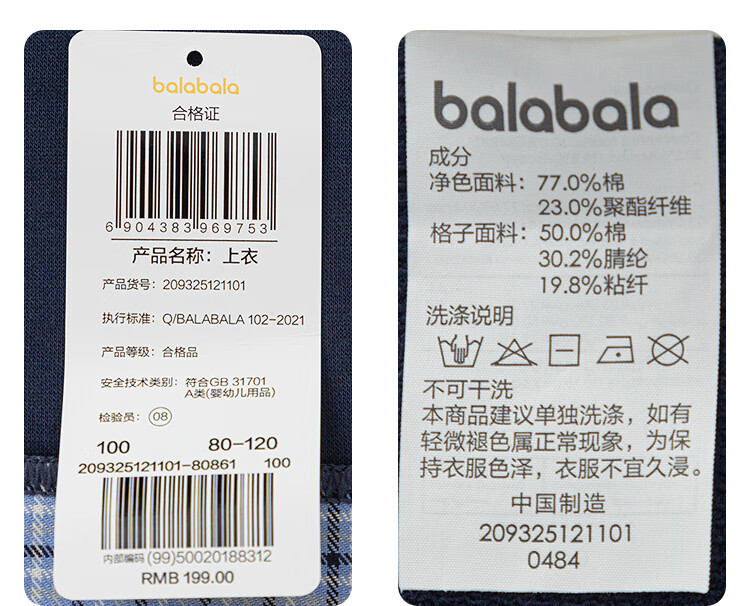 balabala
合格证
6 904383 969753
产品名称：上衣
产品货号：209325121101
执行标准：Q/BALABALA 102-2021
产品等级：合格品
安全技术类别：符合GB 31701
A类(婴幼儿用品)
检验员：08
100 80-120
209325121101-80861 100
内部编码 (99)50020188312
RMB 199.00
balabala
成分
净色面料：77.0%棉
23.0%聚酯纤维
格子面料：50.0%棉
30.2%腈纶
19.8%粘纤
洗涤说明
不可干洗
本商品建议单独洗涤，如有
轻微褪色属正常现象，为保
持衣服色泽，衣服不宜久浸。
中国制造
209325121101
0484